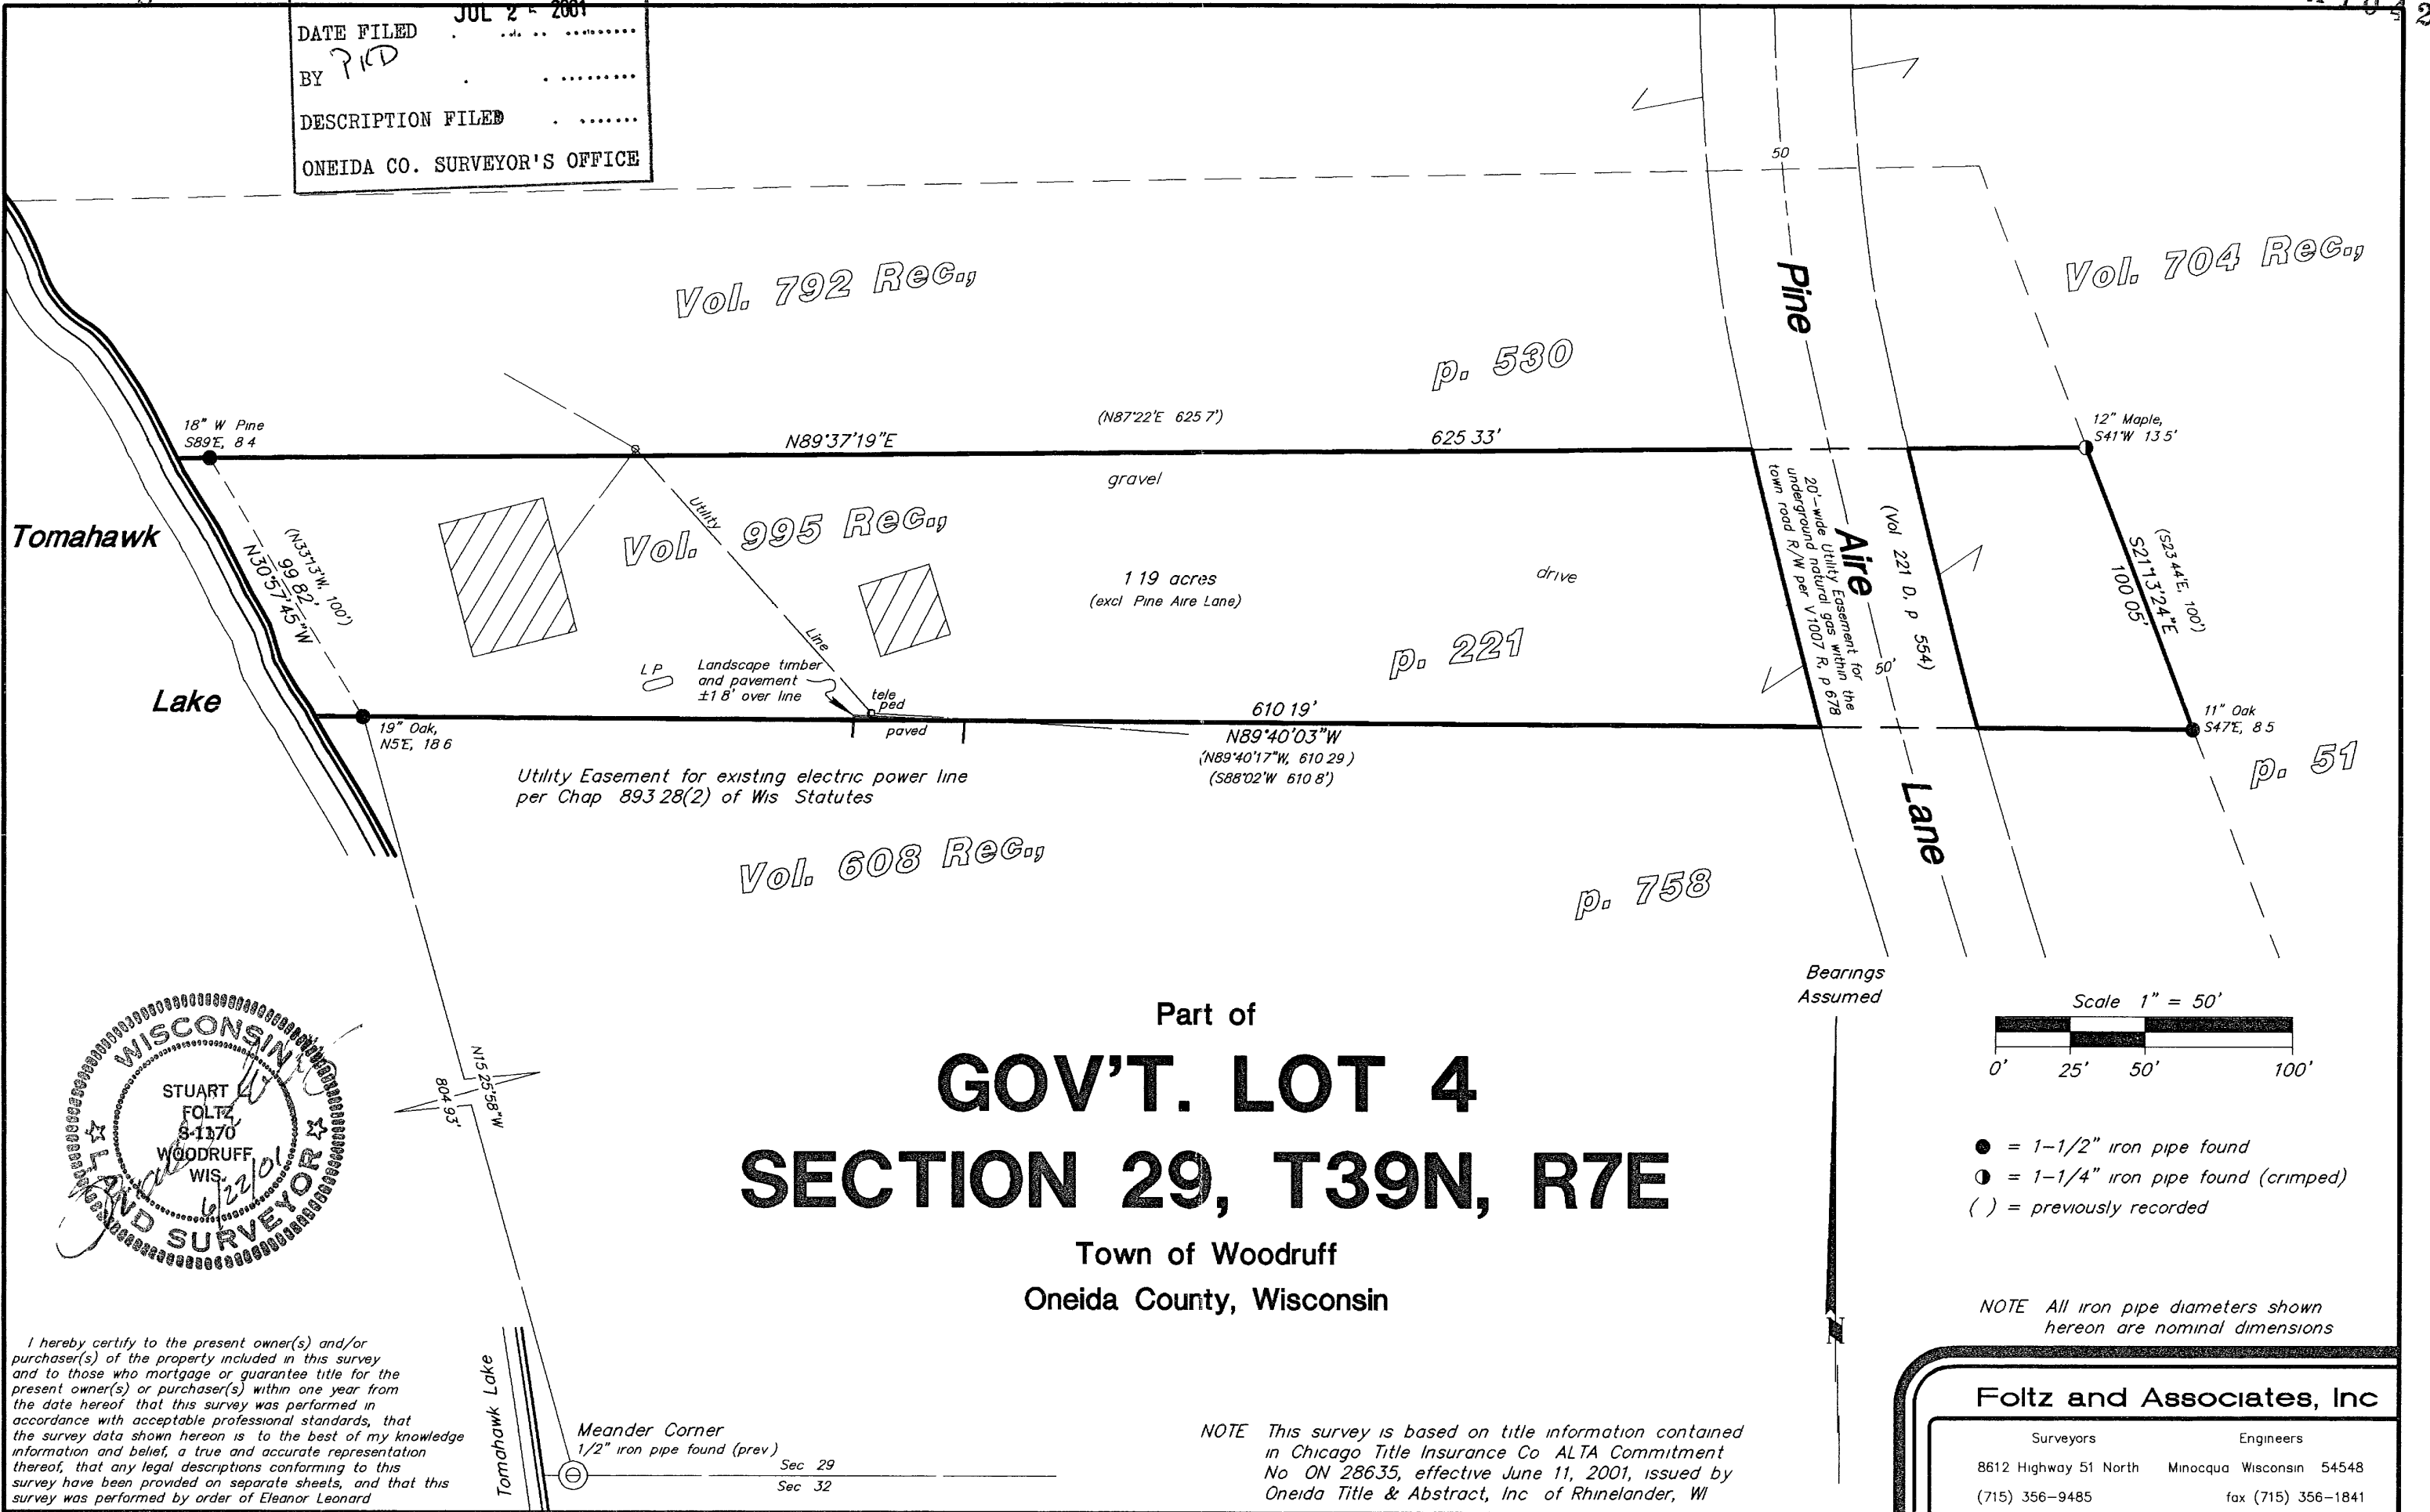 JUL 2 2001
DATE FILED
BY PKD
DESCRIPTION FILED
ONEIDA CO. SURVEYOR'S OFFICE
50
Vol. 792 Rec.,
p. 530
Vol. 704 Rec.,
p. 51
18" W Pine
S89°E, 8 4
(N87°22'E 625 7')
N89°37'19"E
625 33'
12" Maple,
S41°W 13 5'
gravel
Tomahawk
Lake
(N33°13'W, 100')
99 82'
N30°57'45"W
Utility
Line
Vol. 995 Rec.,
p. 221
1 19 acres
(excl Pine Aire Lane)
drive
Pine
Aire
Lane
20'-wide Utility Easement for
underground natural gas within the
town road R/W per V1007 R, p 678
(Vol 221 D, p 554)
50'
(S23°44'E, 100')
S21°13'24"E
100 05'
L P
Landscape timber
and pavement
±1 8' over line
tele
ped
paved
610 19'
N89°40'03"W
(N89°40'17"W, 610 29 )
(S88°02'W 610 8')
11" Oak
S47°E, 8 5
19" Oak,
N5°E, 18 6
Utility Easement for existing electric power line
per Chap 893 28(2) of Wis Statutes
Vol. 608 Rec.,
p. 758
N15 25'58"W
804 93'
Part of
GOV'T. LOT 4
SECTION 29, T39N, R7E
Town of Woodruff
Oneida County, Wisconsin
Bearings
Assumed
N
Scale 1" = 50'
0' 25' 50' 100'
= 1-1/2" iron pipe found
= 1-1/4" iron pipe found (crimped)
( ) = previously recorded
NOTE All iron pipe diameters shown
hereon are nominal dimensions
WISCONSIN
LAND SURVEYOR
STUART L
FOLTZ
S-1170
WOODRUFF
WIS.
6/22/01
I hereby certify to the present owner(s) and/or
purchaser(s) of the property included in this survey
and to those who mortgage or guarantee title for the
present owner(s) or purchaser(s) within one year from
the date hereof that this survey was performed in
accordance with acceptable professional standards, that
the survey data shown hereon is to the best of my knowledge
information and belief, a true and accurate representation
thereof, that any legal descriptions conforming to this
survey have been provided on separate sheets, and that this
survey was performed by order of Eleanor Leonard
Tomahawk Lake
Meander Corner
1/2" iron pipe found (prev )
Sec 29
Sec 32
NOTE This survey is based on title information contained
in Chicago Title Insurance Co ALTA Commitment
No ON 28635, effective June 11, 2001, issued by
Oneida Title & Abstract, Inc of Rhinelander, WI
Foltz and Associates, Inc
Surveyors Engineers
8612 Highway 51 North Minocqua Wisconsin 54548
(715) 356-9485 fax (715) 356-1841